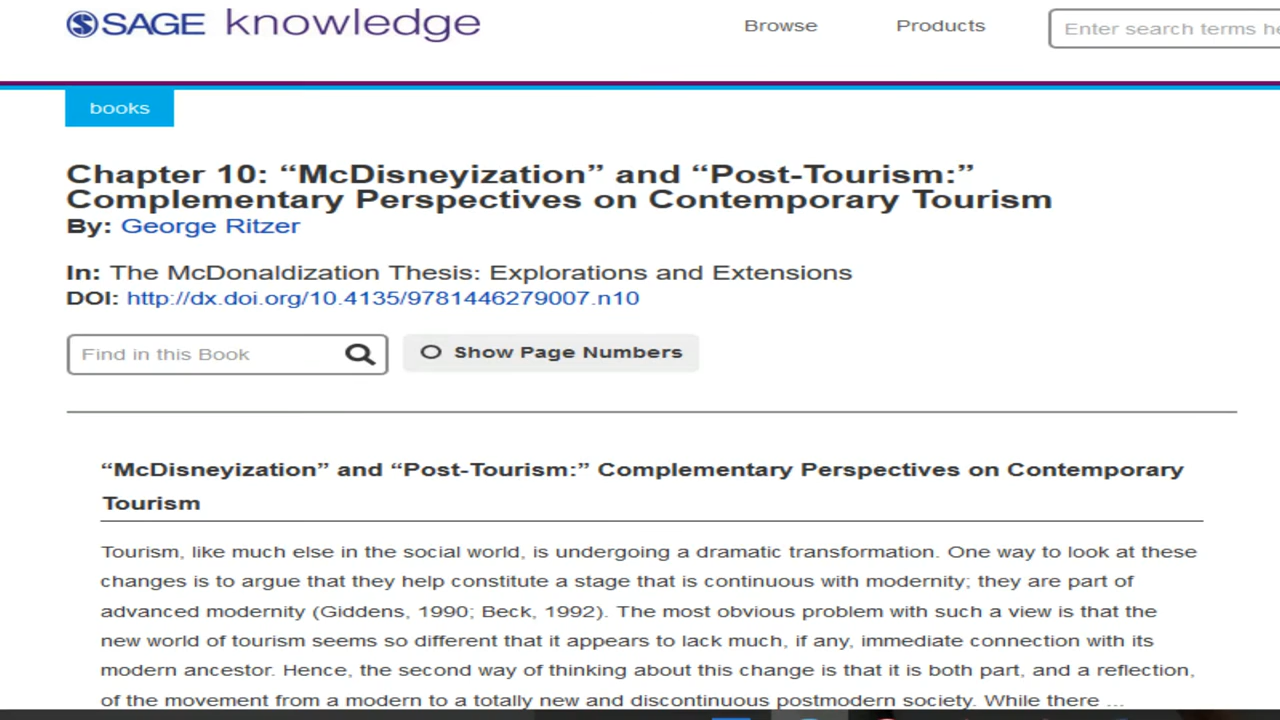 SAGE knowledge
Browse
Products
Enter search terms
books
Chapter 10: “McDisneyization” and “Post-Tourism:”
Complementary Perspectives on Contemporary Tourism
By: George Ritzer
In: The McDonaldization Thesis: Explorations and Extensions
DOI: http://dx.doi.org/10.4135/9781446279007.n10
Find in this Book
Show Page Numbers
“McDisneyization” and “Post-Tourism:” Complementary Perspectives on Contemporary
Tourism
Tourism, like much else in the social world, is undergoing a dramatic transformation. One way to look at these
changes is to argue that they help constitute a stage that is continuous with modernity; they are part of
advanced modernity (Giddens, 1990; Beck, 1992). The most obvious problem with such a view is that the
new world of tourism seems so different that it appears to lack much, if any, immediate connection with its
modern ancestor. Hence, the second way of thinking about this change is that it is both part, and a reflection,
of the movement from a modern to a totally new and discontinuous postmodern society. While there ...